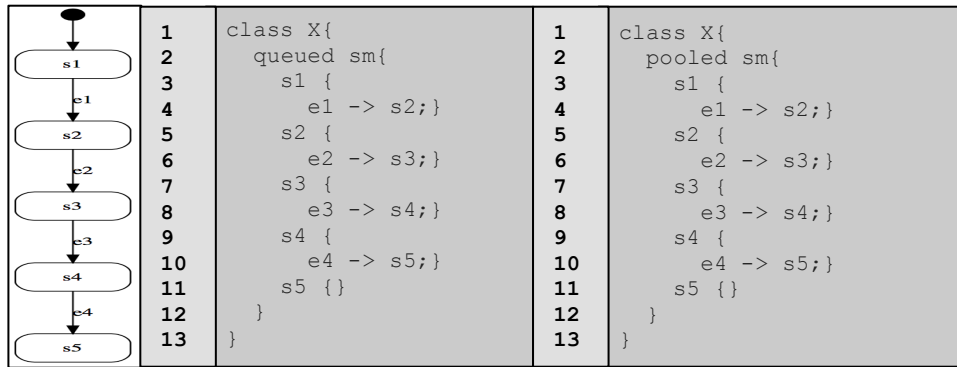 s1
e1
s2
e2
s3
e3
s4
e4
s5
1 class X{
2 queued sm{
3 s1 {
4 e1 -> s2;}
5 s2 {
6 e2 -> s3;}
7 s3 {
8 e3 -> s4;}
9 s4 {
10 e4 -> s5;}
11 s5 {}
12 }
13 }
1 class X{
2 pooled sm{
3 s1 {
4 e1 -> s2;}
5 s2 {
6 e2 -> s3;}
7 s3 {
8 e3 -> s4;}
9 s4 {
10 e4 -> s5;}
11 s5 {}
12 }
13 }